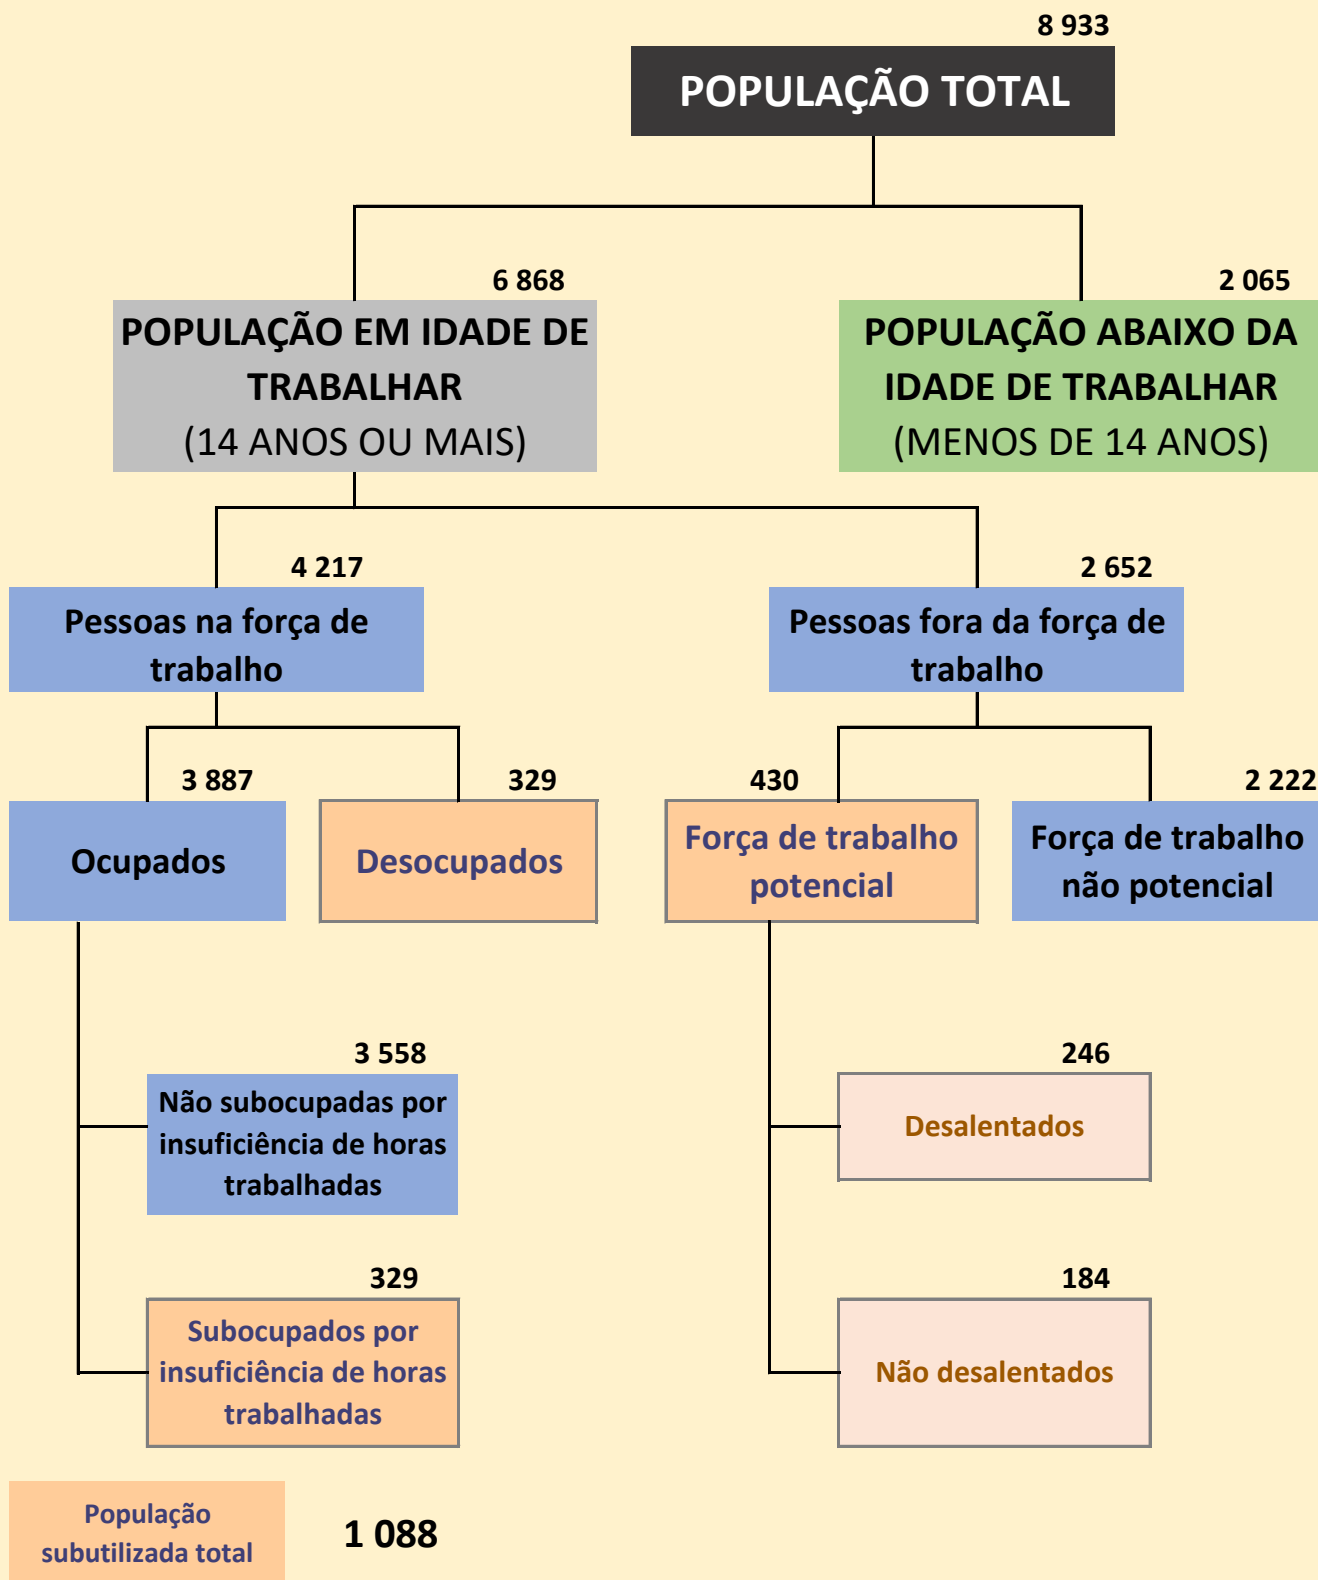 8 933
POPULAÇÃO TOTAL
6 868
POPULAÇÃO EM IDADE DE
TRABALHAR
(14 ANOS OU MAIS)
2 065
POPULAÇÃO ABAIXO DA
IDADE DE TRABALHAR
(MENOS DE 14 ANOS)
4 217
Pessoas na força de
trabalho
2 652
Pessoas fora da força de
trabalho
3 887
Ocupados
329
Desocupados
430
Força de trabalho
potencial
2 222
Força de trabalho
não potencial
3 558
Não subocupadas por
insuficiência de horas
trabalhadas
246
Desalentados
329
Subocupados por
insuficiência de horas
trabalhadas
184
Não desalentados
População
subutilizada total
1 088